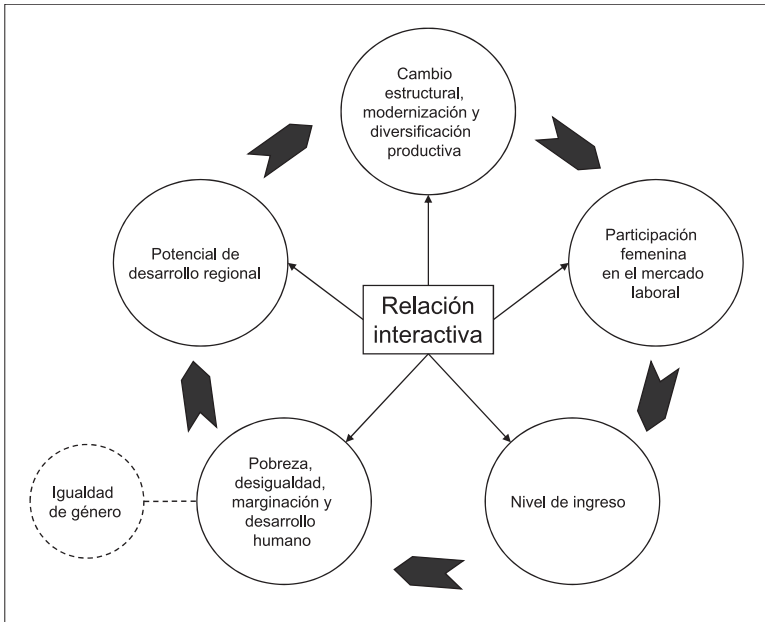 Cambio
estructural,
modernización y
diversificación
productiva
Potencial de
desarrollo regional
Participación
femenina
en el mercado
laboral
Relación
interactiva
Igualdad
de género
Pobreza,
desigualdad,
marginación y
desarrollo
humano
Nivel de ingreso